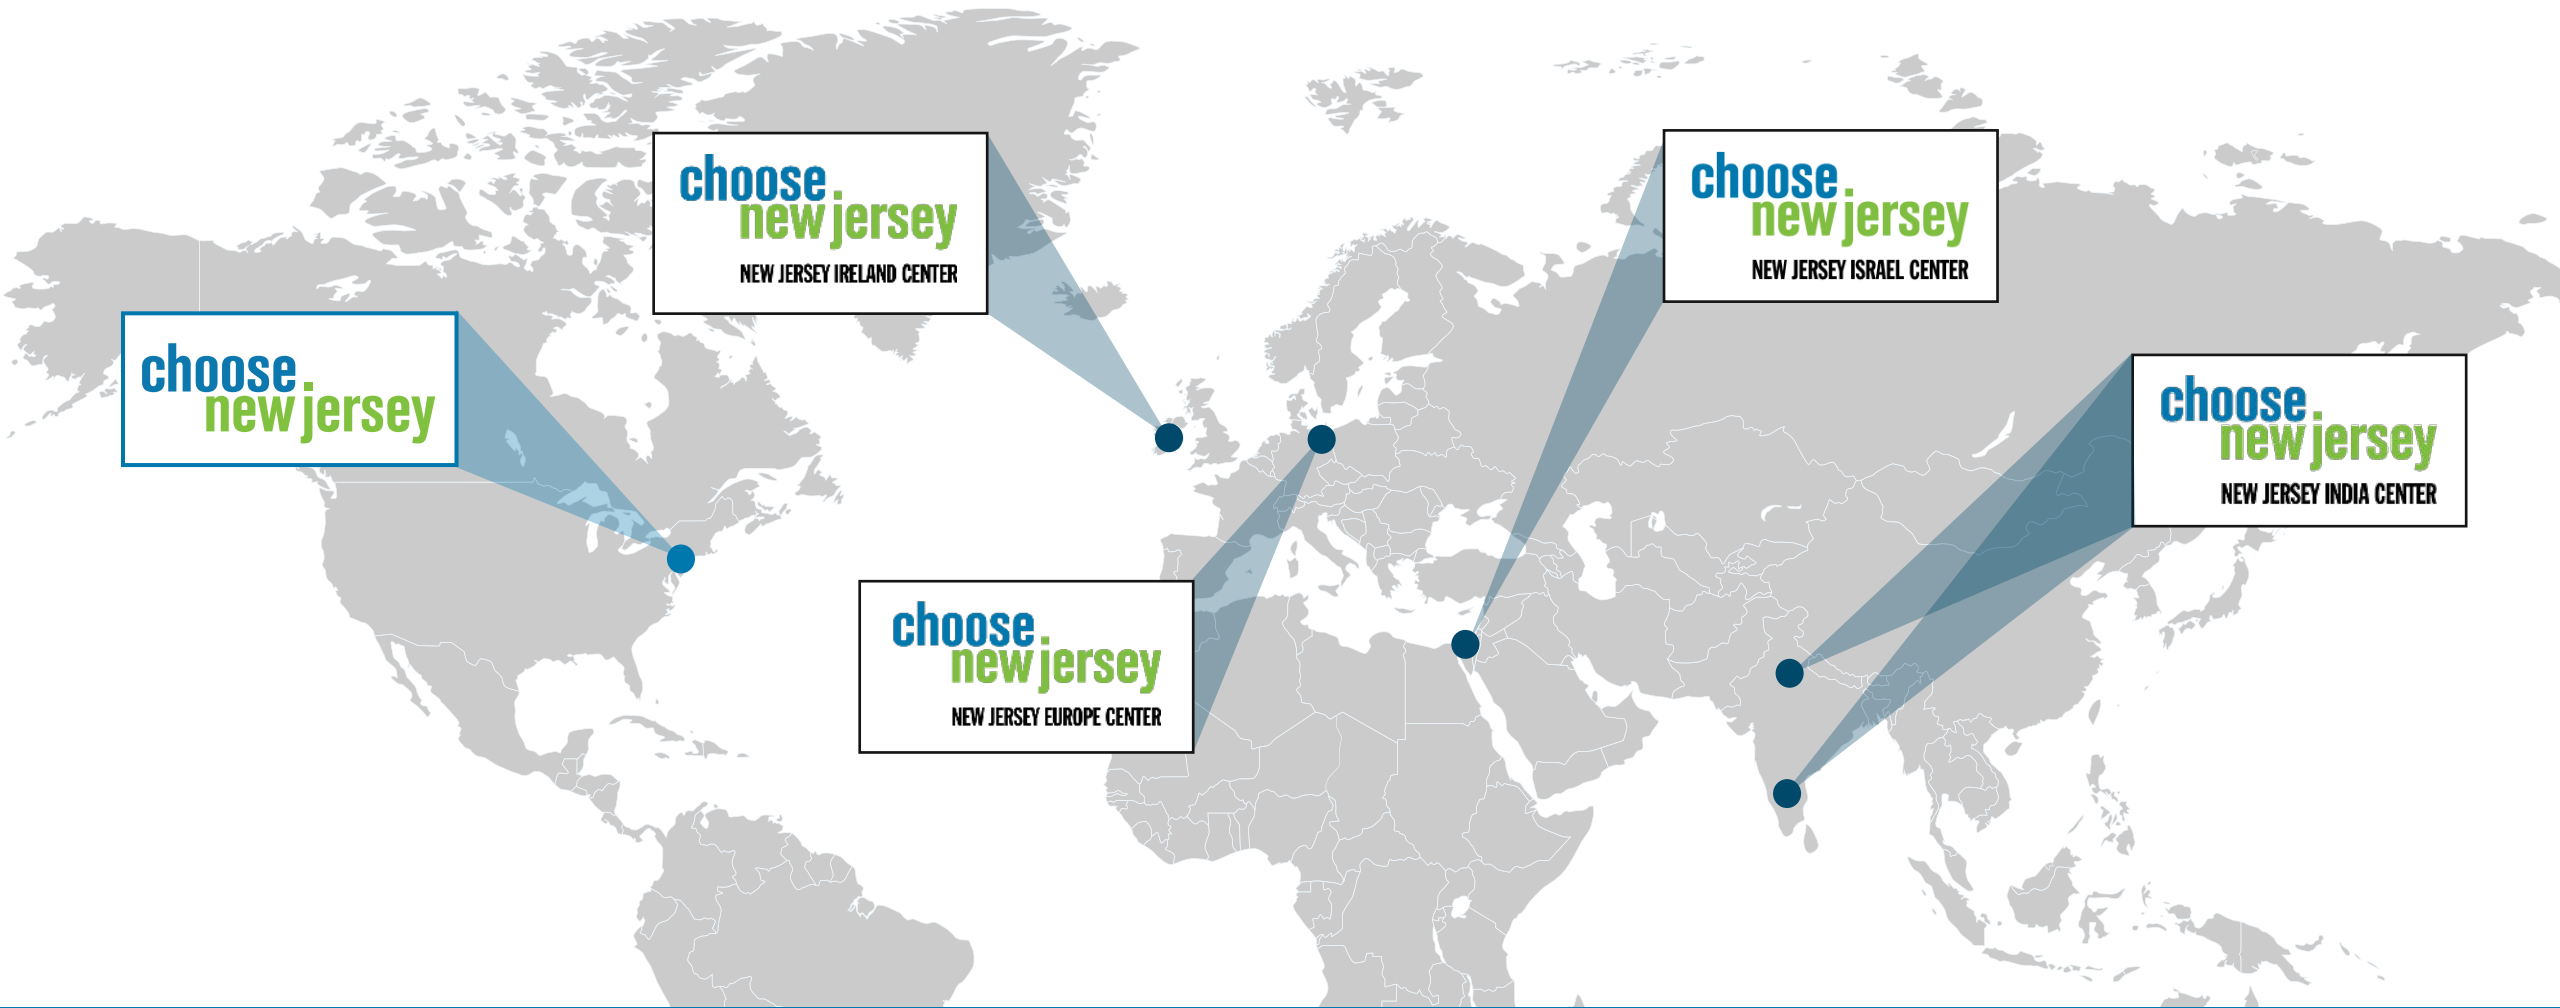 choose
new jersey
NEW JERSEY IRELAND CENTER
choose
new jersey
NEW JERSEY ISRAEL CENTER
choose
new jersey
choose
new jersey
NEW JERSEY INDIA CENTER
choose
new jersey
NEW JERSEY EUROPE CENTER